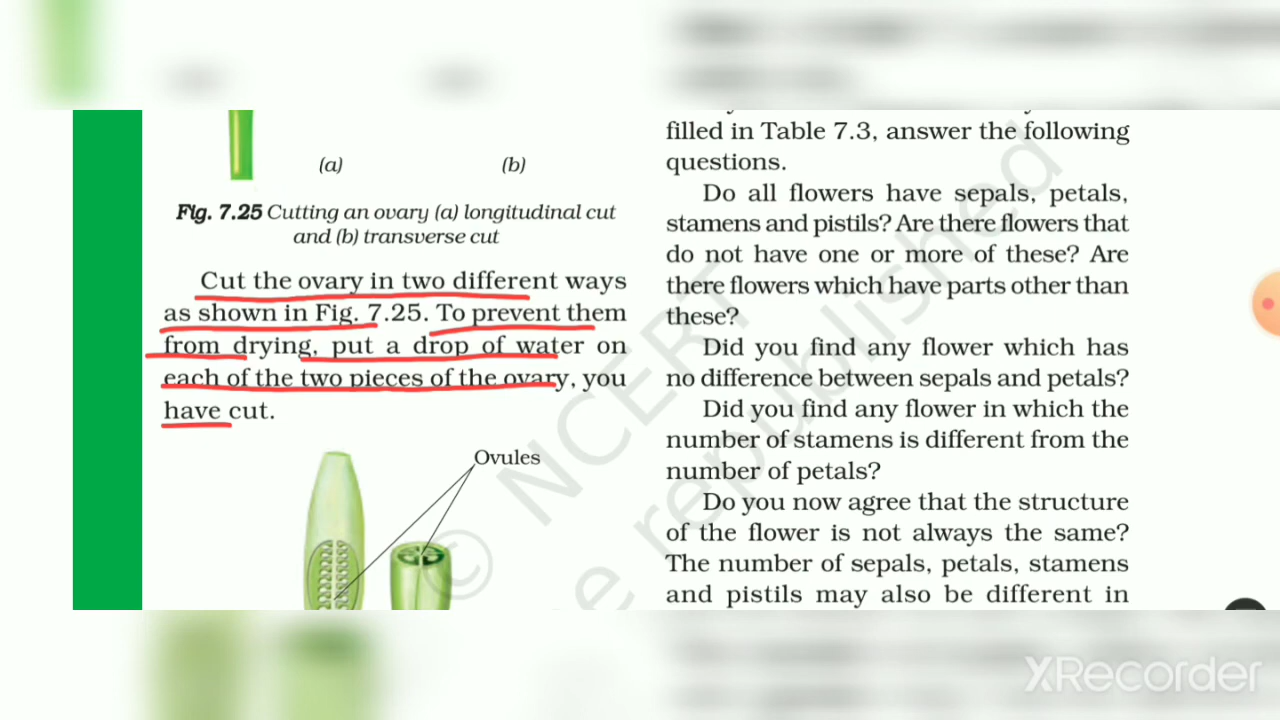 (a)
(b)
Fig. 7.25 Cutting an ovary (a) longitudinal cut
and (b) transverse cut
Cut the ovary in two different ways
as shown in Fig. 7.25. To prevent them
from drying, put a drop of water on
each of the two pieces of the ovary, you
have cut.
Ovules
filled in Table 7.3, answer the following
questions.
Do all flowers have sepals, petals,
stamens and pistils? Are there flowers that
do not have one or more of these? Are
there flowers which have parts other than
these?
Did you find any flower which has
no difference between sepals and petals?
Did you find any flower in which the
number of stamens is different from the
number of petals?
Do you now agree that the structure
of the flower is not always the same?
The number of sepals, petals, stamens
and pistils may also be different in
© NCERT
republished
XRecorder